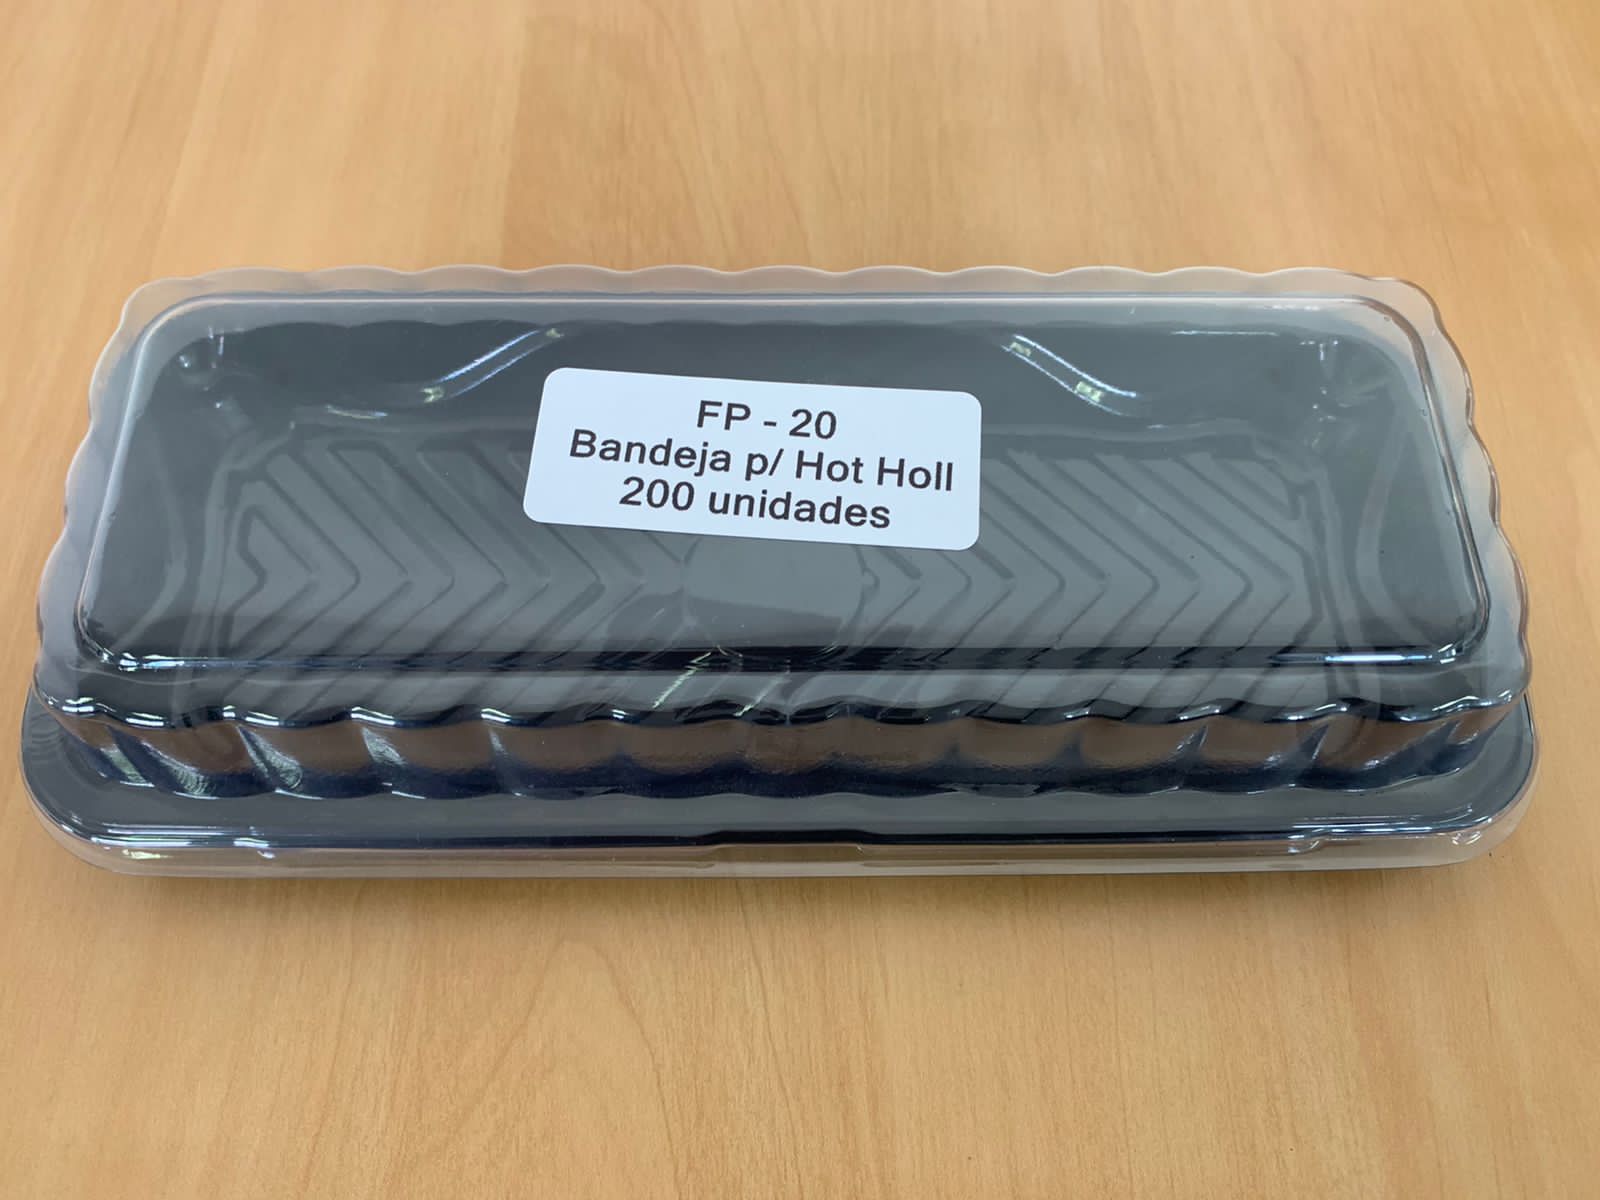 FP - 20
Bandeja p/ Hot Holl
200 unidades